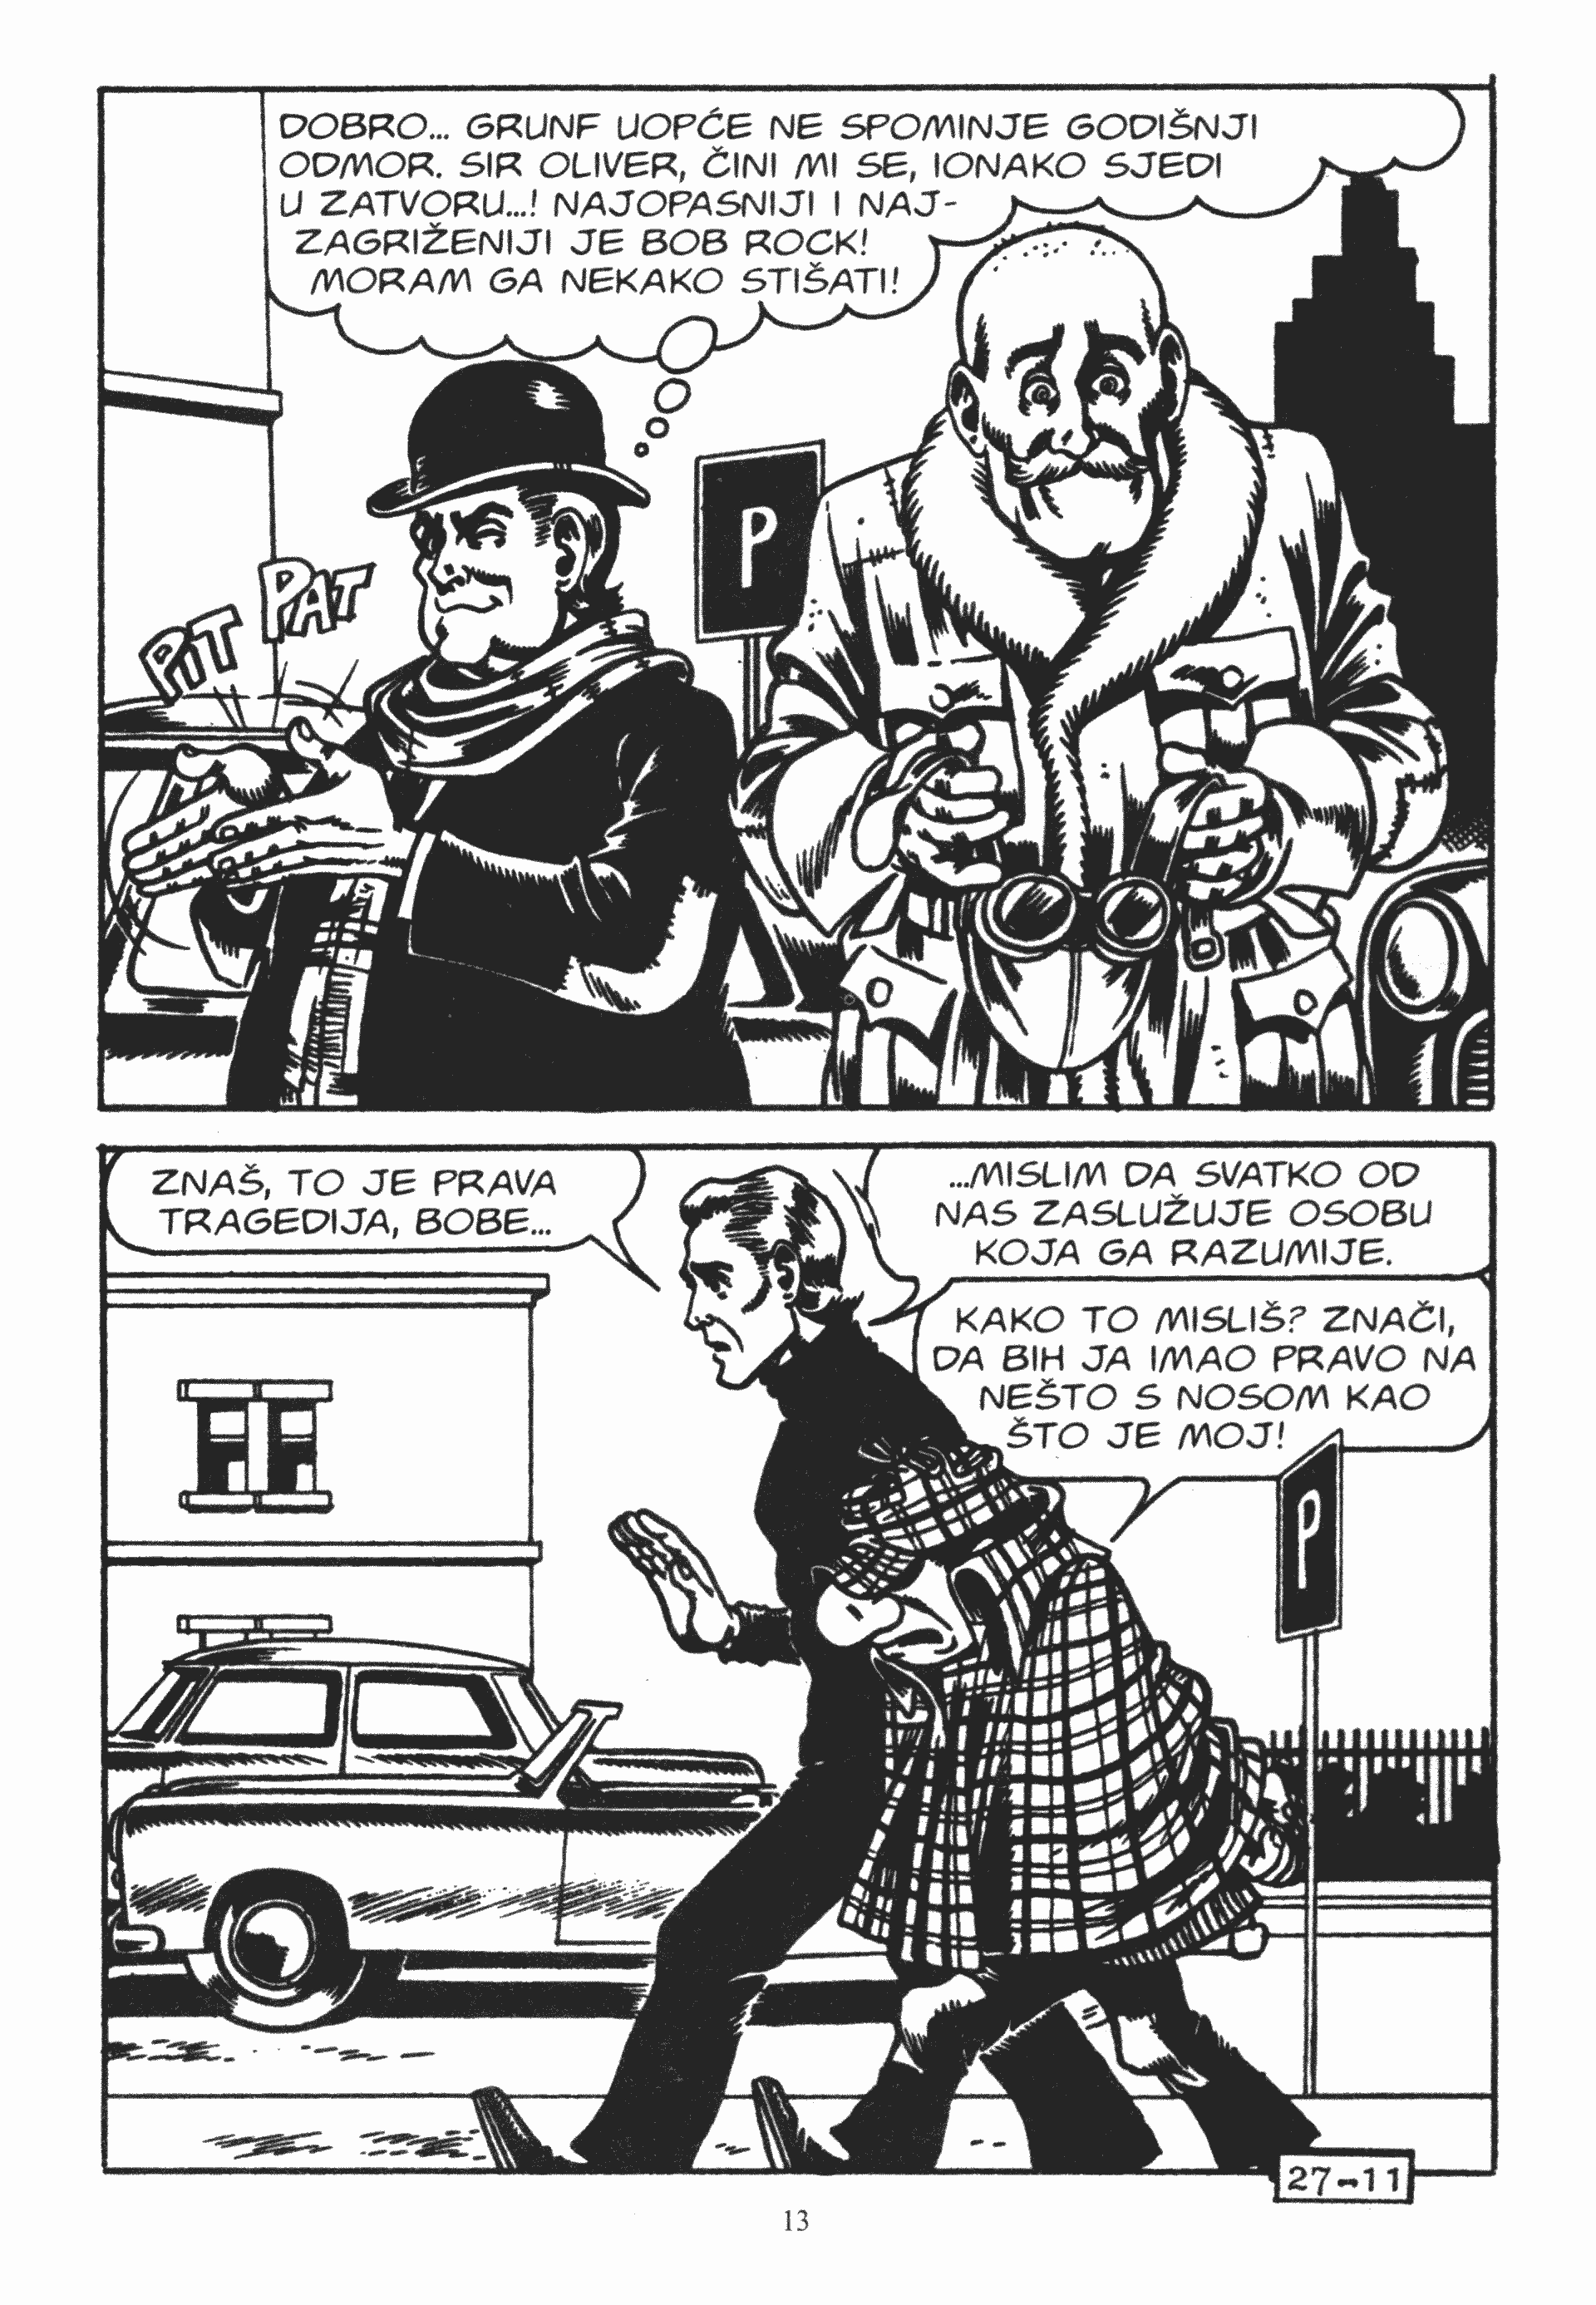 DOBRO... GRUNF UOPĆE NE SPOMINJE GODIŠNJI
ODMOR. SIR OLIVER, ČINI MI SE, IONAKO SJEDI
U ZATVORU...! NAJOPASNIJI I NAJ-
ZAGRIŽENIJI JE BOB ROCK!
MORAM GA NEKAKO STIŠATI!
P
PIT PAT
ZNAŠ, TO JE PRAVA
TRAGEDIJA, BOBE...
...MISLIM DA SVATKO OD
NAS ZASLUŽUJE OSOBU
KOJA GA RAZUMIJE.
KAKO TO MISLIŠ? ZNAČI,
DA BIH JA IMAO PRAVO NA
NEŠTO S NOSOM KAO
ŠTO JE MOJ!
P
27-11
13